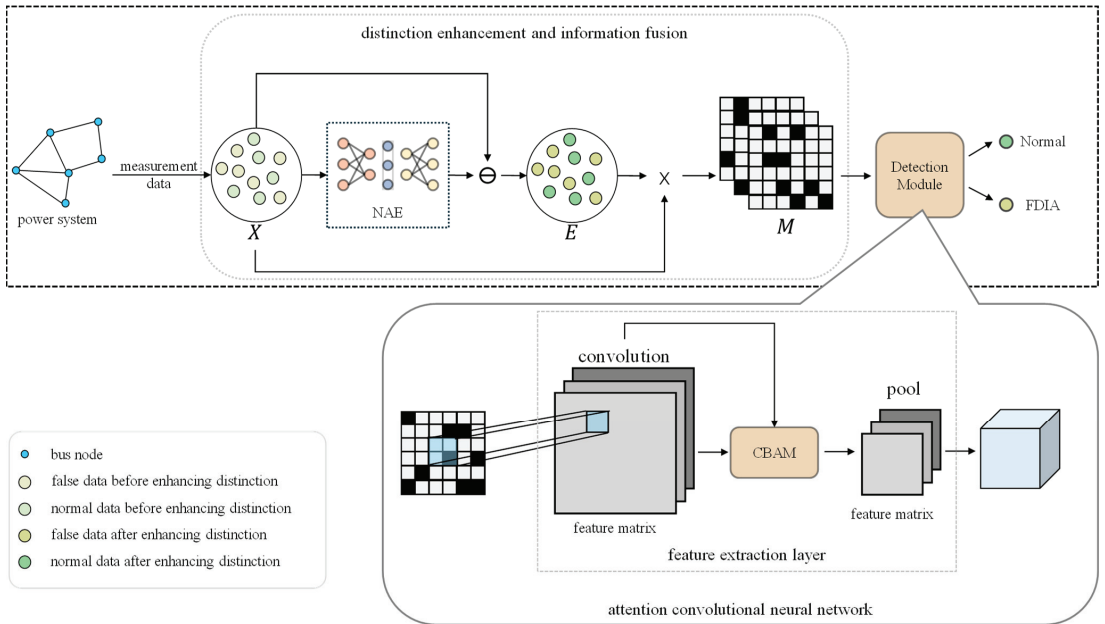 distinction enhancement and information fusion
measurement
data
power system
X
NAE
⊖
E
×
M
Detection
Module
Normal
FDIA
convolution
pool
CBAM
feature matrix
feature matrix
feature extraction layer
attention convolutional neural network
bus node
false data before enhancing distinction
normal data before enhancing distinction
false data after enhancing distinction
normal data after enhancing distinction